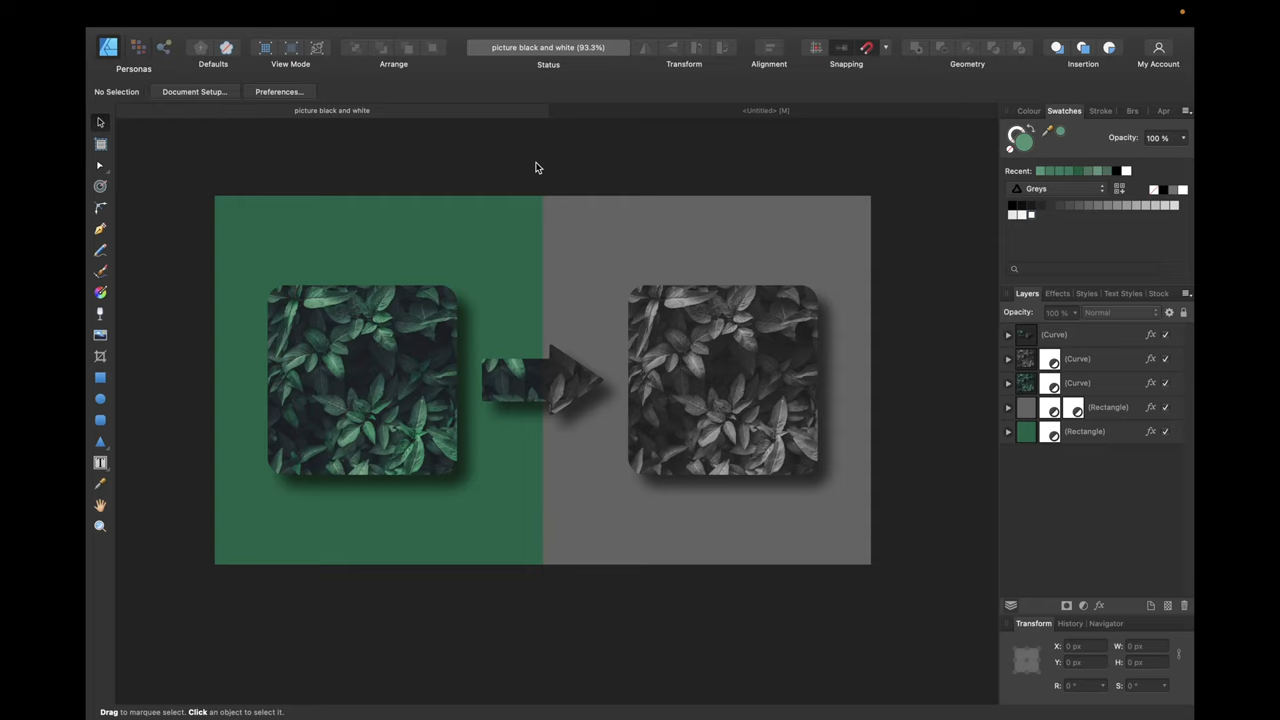 picture black and white (93.3%)
Personas
Defaults
View Mode
Arrange
Status
Transform
Alignment
Snapping
Geometry
Insertion
My Account
No Selection
Document Setup...
Preferences...
picture black and white
<Untitled> [M]
Colour
Swatches
Stroke
Brs
Apr
Opacity:
100 %
Recent:
Greys
Layers
Effects
Styles
Text Styles
Stock
Opacity:
100 %
Normal
(Curve)
(Curve)
(Curve)
(Rectangle)
(Rectangle)
Transform
History
Navigator
X: 0 px
W: 0 px
Y: 0 px
H: 0 px
R: 0 °
S: 0 °
Drag to marquee select. Click an object to select it.